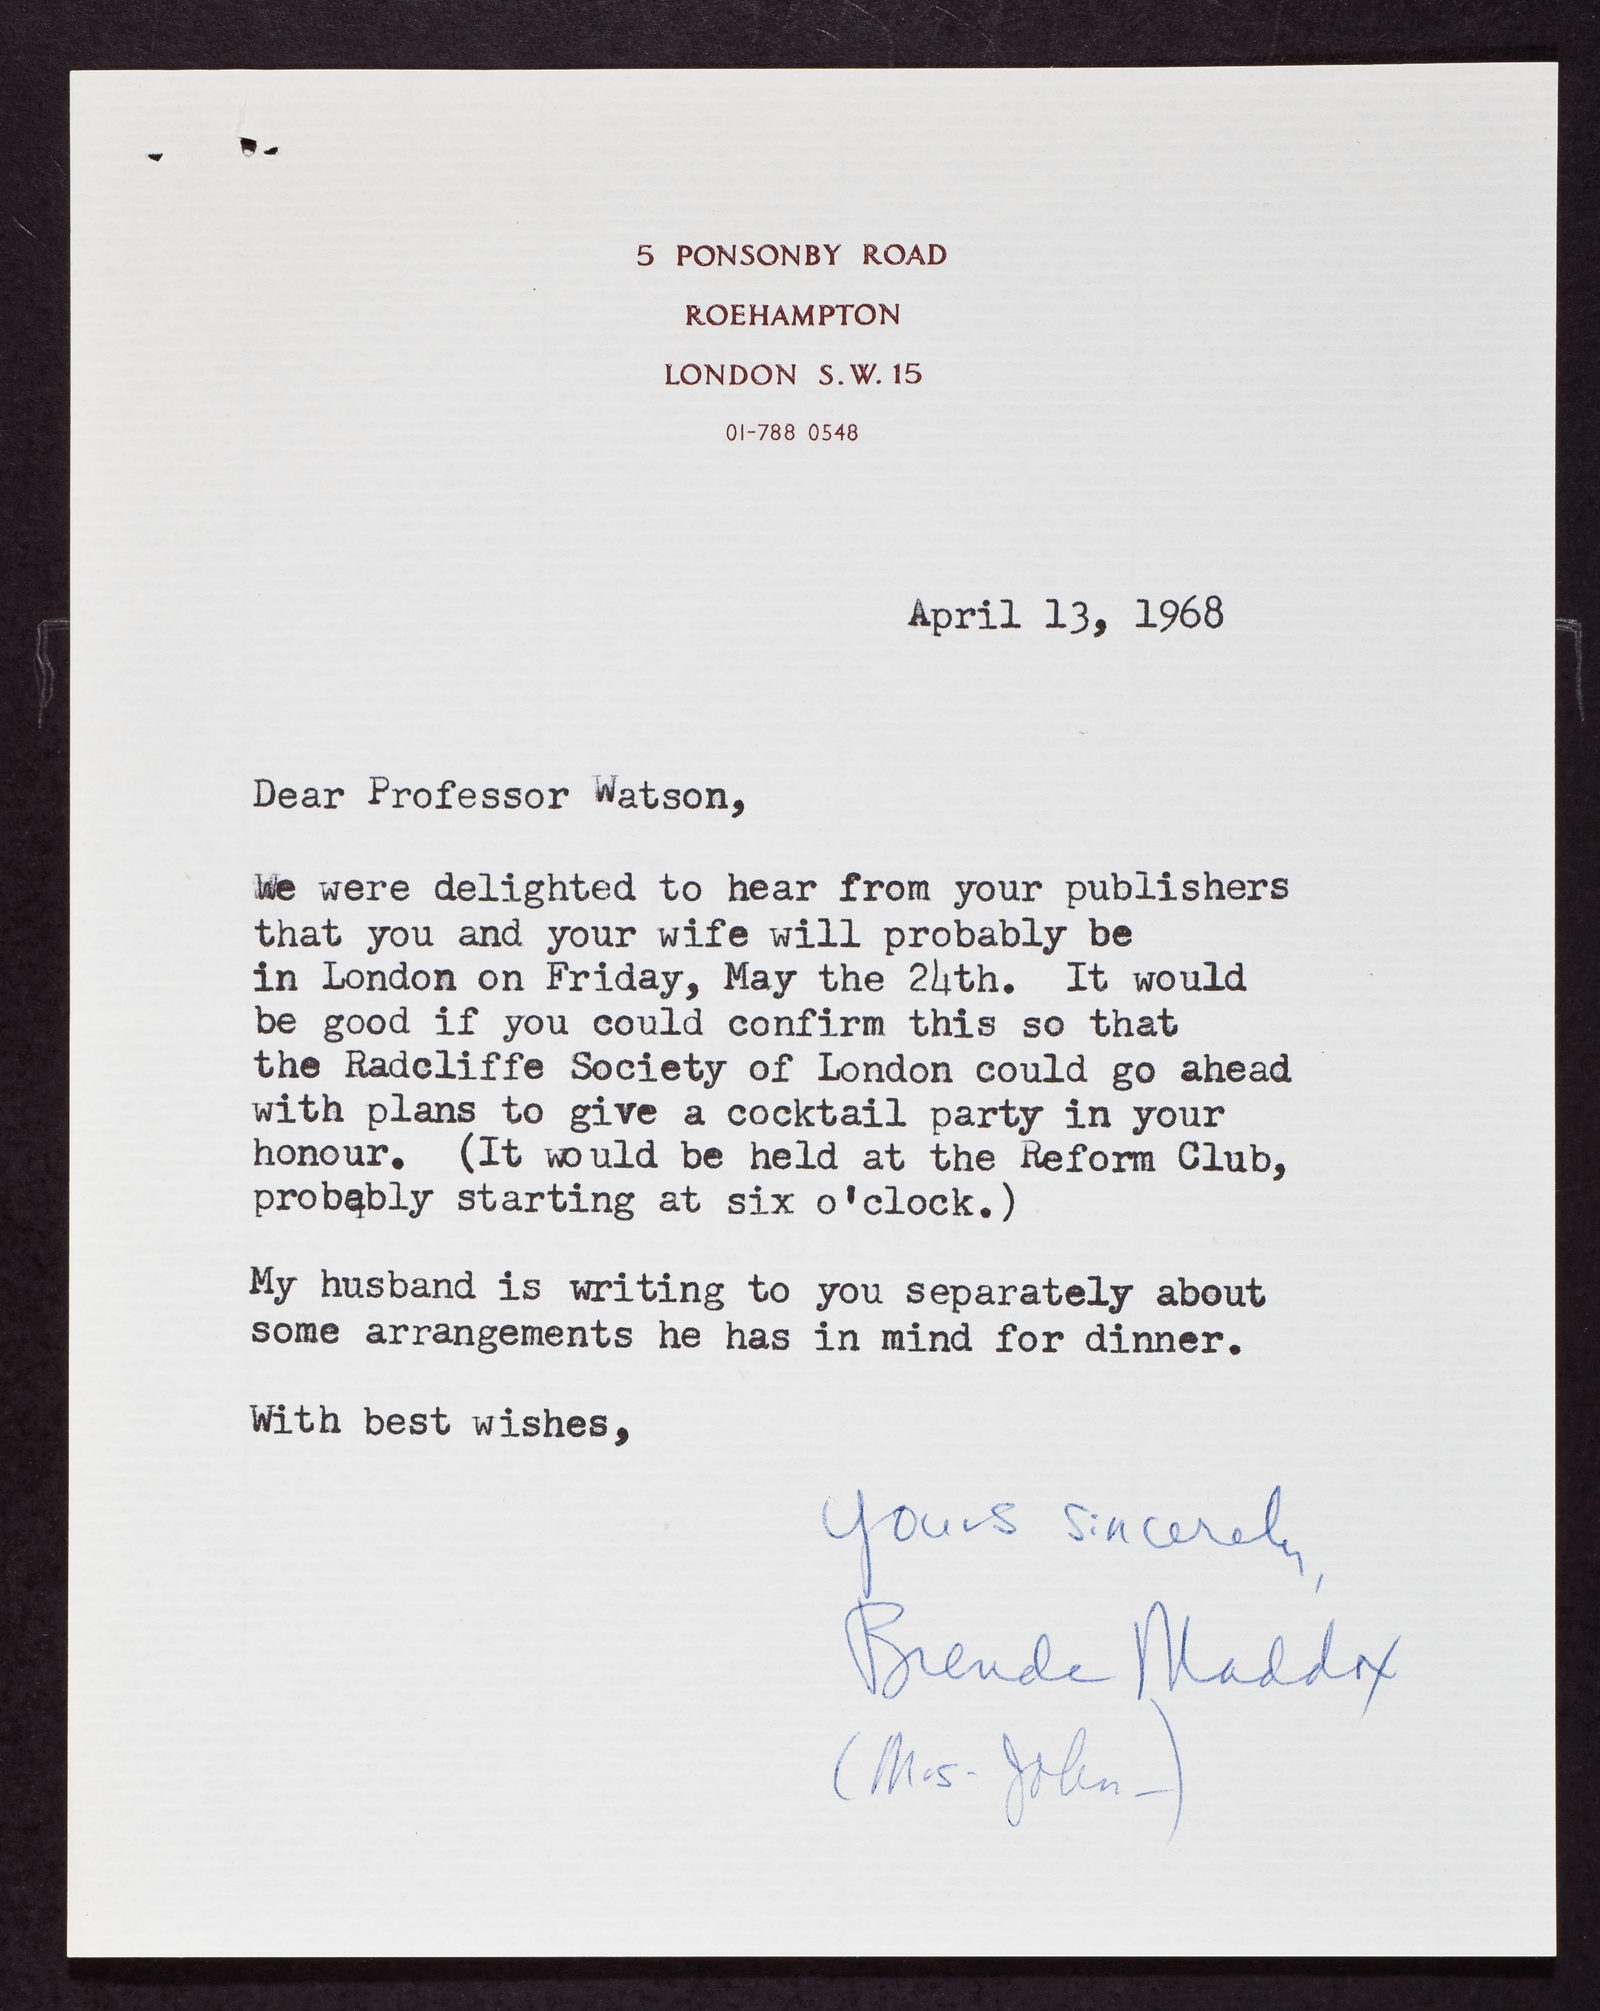 5 PONSONBY ROAD
ROEHAMPTON
LONDON S.W. 15
01-788 0548
April 13, 1968
Dear Professor Watson,
We were delighted to hear from your publishers
that you and your wife will probably be
in London on Friday, May the 24th. It would
be good if you could confirm this so that
the Radcliffe Society of London could go ahead
with plans to give a cocktail party in your
honour. (It would be held at the Reform Club,
probably starting at six o'clock.)
My husband is writing to you separately about
some arrangements he has in mind for dinner.
With best wishes,
Yours sincerely,
Brenda Maddox
(Mrs. John —)